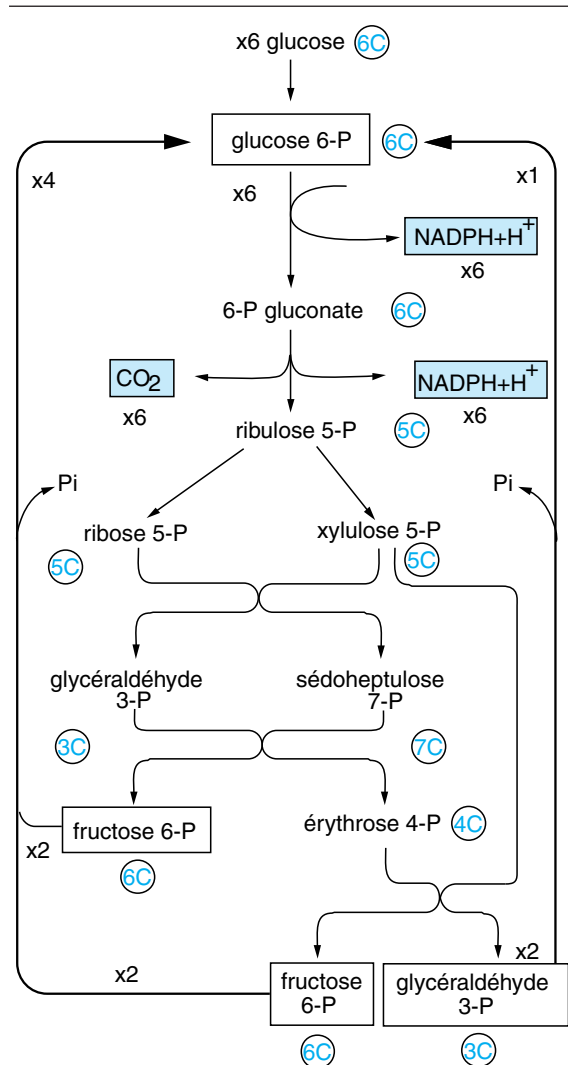 x6 glucose 6C
glucose 6-P 6C
x4
x6
x1
NADPH+H+
x6
6-P gluconate 6C
CO2
x6
NADPH+H+
x6
ribulose 5-P 5C
Pi
Pi
ribose 5-P
xylulose 5-P
5C
5C
glycéraldéhyde
3-P
sédoheptulose
7-P
3C
7C
fructose 6-P
érythrose 4-P 4C
x2
6C
x2
x2
fructose
6-P
glycéraldéhyde
3-P
6C
3C